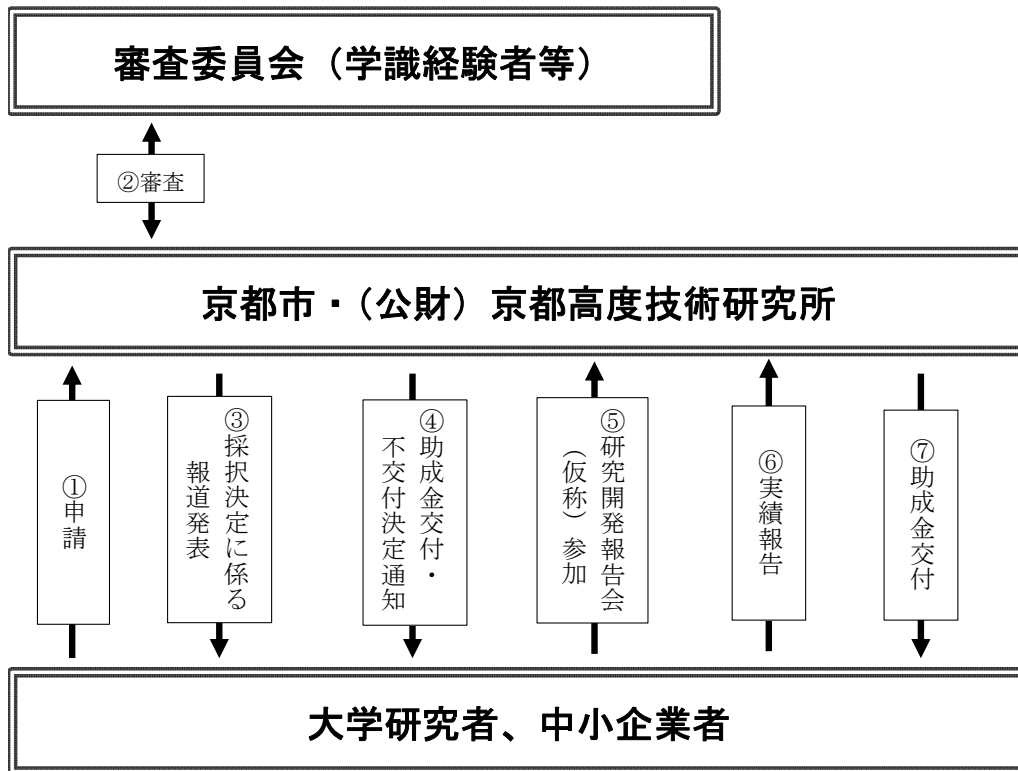 審査委員会（学識経験者等）
②審査
京都市・（公財）京都高度技術研究所
①申請
③採択決定に係る
報道発表
④助成金交付・
不交付決定通知
⑤研究開発報告会
（仮称）参加
⑥実績報告
⑦助成金交付
大学研究者、中小企業者